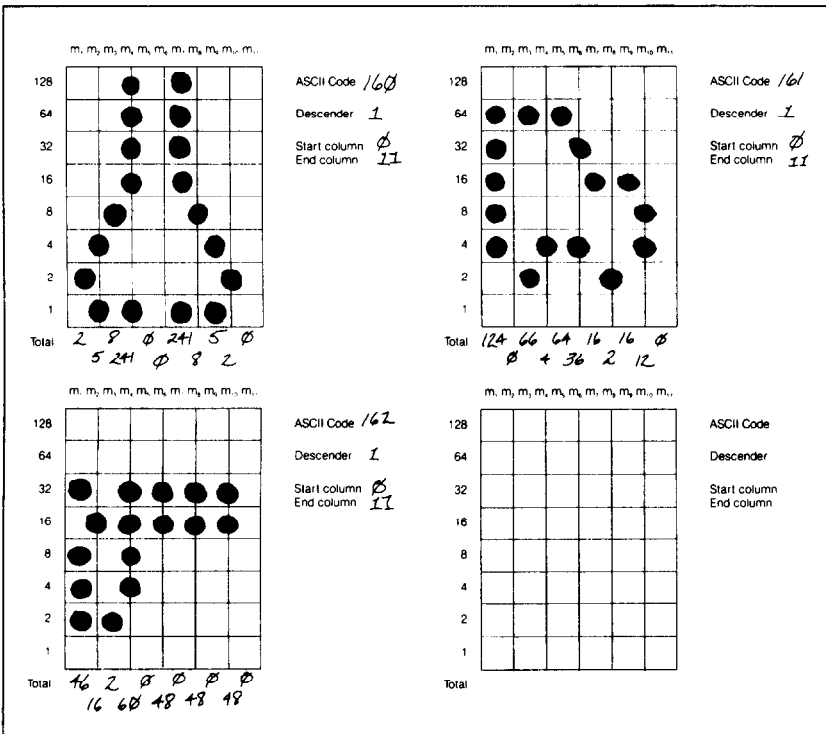 m₁ m₂ m₃ m₄ m₅ m₆ m₇ m₈ m₉ m₁₀ m₁₁
128
64
32
16
8
4
2
1
Total 2 8 Ø 241 5 Ø
5 241 Ø 8 2
ASCII Code 16Ø
Descender 1
Start column Ø
End column 11
m₁ m₂ m₃ m₄ m₅ m₆ m₇ m₈ m₉ m₁₀ m₁₁
128
64
32
16
8
4
2
1
Total 124 66 64 16 16 Ø
Ø 4 36 2 12
ASCII Code 161
Descender 1
Start column Ø
End column 11
m₁ m₂ m₃ m₄ m₅ m₆ m₇ m₈ m₉ m₁₀ m₁₁
128
64
32
16
8
4
2
1
Total 46 2 Ø Ø Ø Ø
16 6Ø 48 48 48
ASCII Code 162
Descender 1
Start column Ø
End column 11
m₁ m₂ m₃ m₄ m₅ m₆ m₇ m₈ m₉ m₁₀ m₁₁
128
64
32
16
8
4
2
1
Total
ASCII Code
Descender
Start column
End column